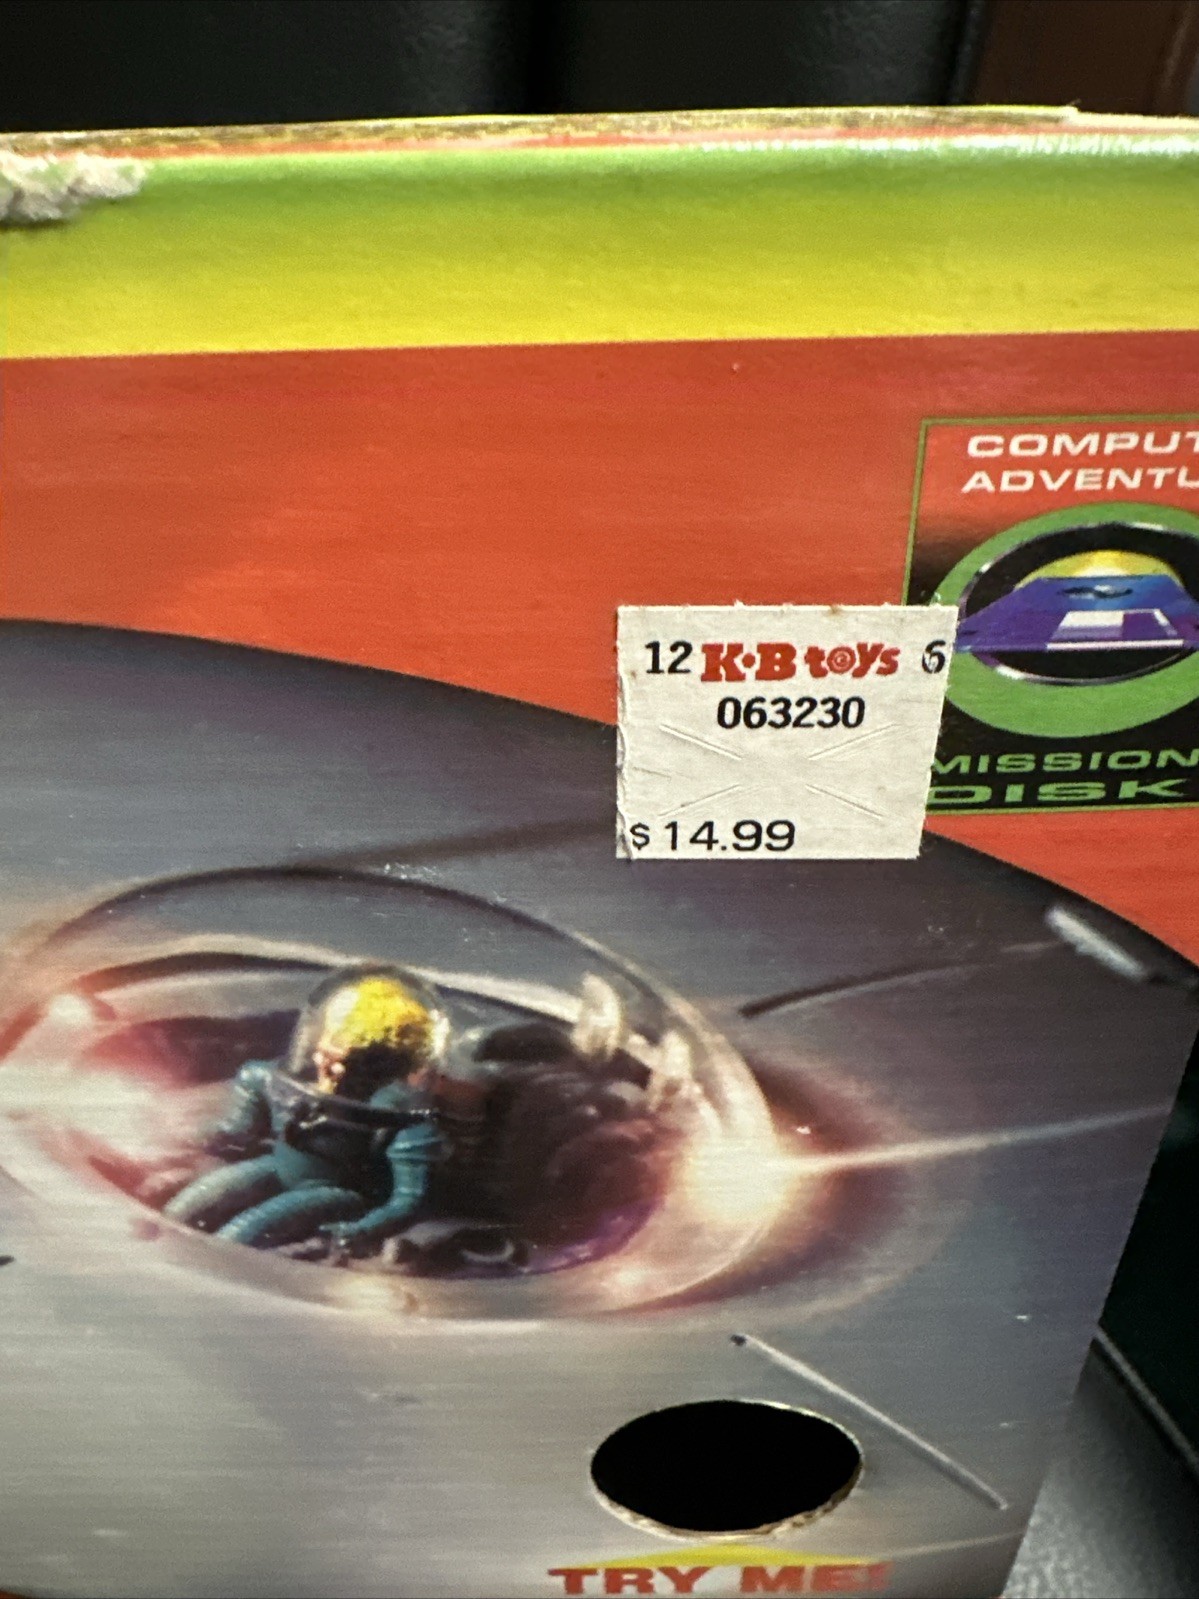 COMPUT
ADVENTU
12 K·B toys 6
063230
$14.99
MISSION
DISK
TRY ME!